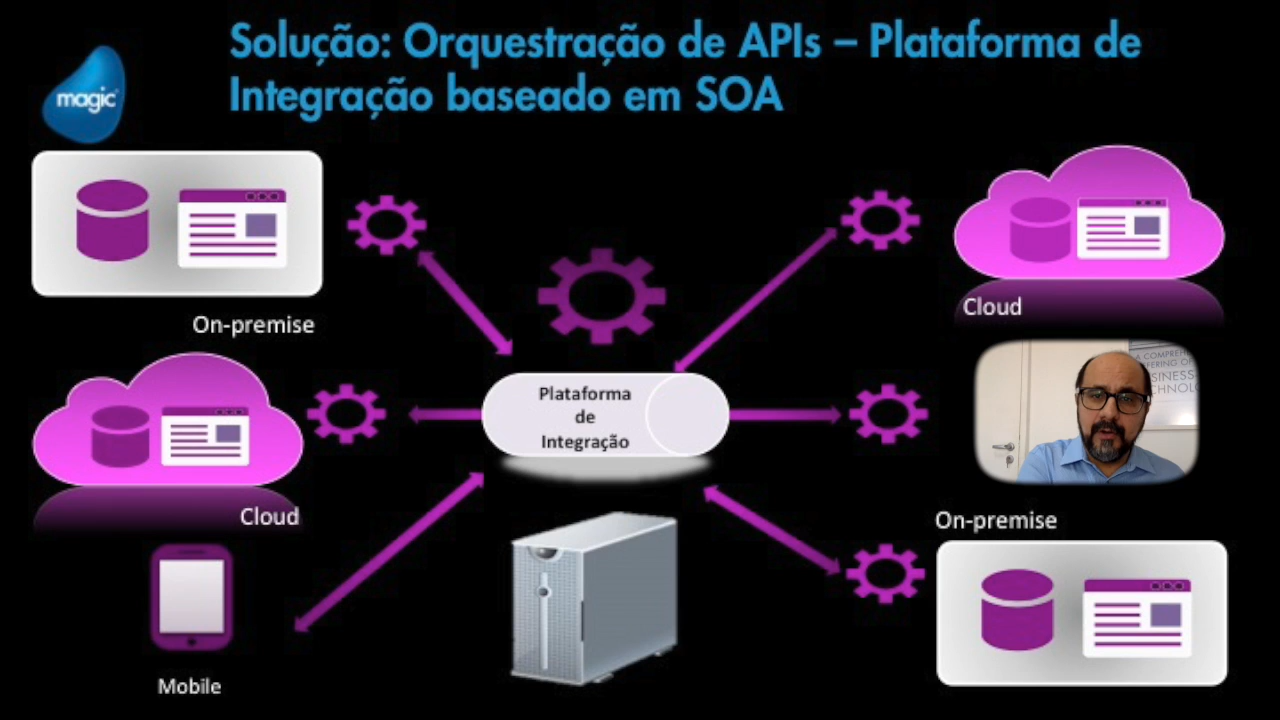 Solução: Orquestração de APIs – Plataforma de
Integração baseado em SOA
magic
On-premise
Cloud
Plataforma
de
Integração
Cloud
On-premise
Mobile